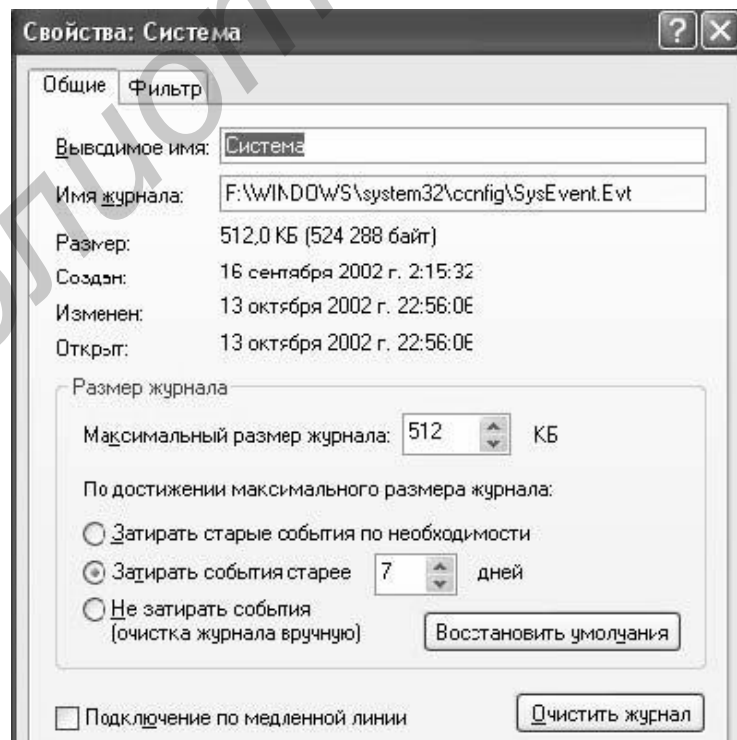 Свойства: Система
Общие Фильтр
Выводимое имя: Система
Имя журнала: F:\WINDOWS\system32\config\SysEvent.Evt
Размер: 512,0 КБ (524 288 байт)
Создан: 16 сентября 2002 г. 2:15:32
Изменен: 13 октября 2002 г. 22:56:06
Открыт: 13 октября 2002 г. 22:56:06
Размер журнала
Максимальный размер журнала: 512 КБ
По достижении максимального размера журнала:
Затирать старые события по необходимости
Затирать события старее 7 дней
Не затирать события
(очистка журнала вручную)
Восстановить умолчания
Подключение по медленной линии
Очистить журнал